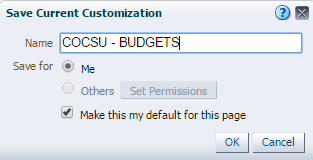 Save Current Customization
Name COCSU - BUDGETS
Save for Me
Others Set Permissions
Make this my default for this page
OK Cancel